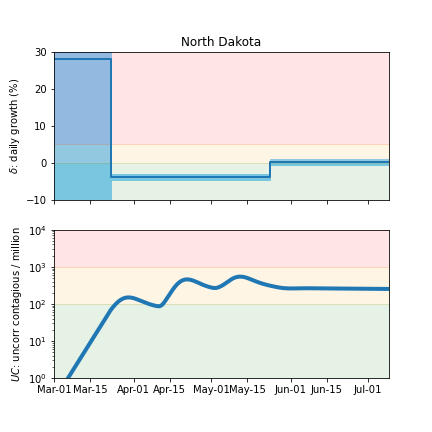 North Dakota
30
20
10
0
−10
δ: daily growth (%)
10⁴
10³
10²
10¹
10⁰
UC: uncorr contagious / million
Mar-01 Mar-15 Apr-01 Apr-15 May-01 May-15 Jun-01 Jun-15 Jul-01